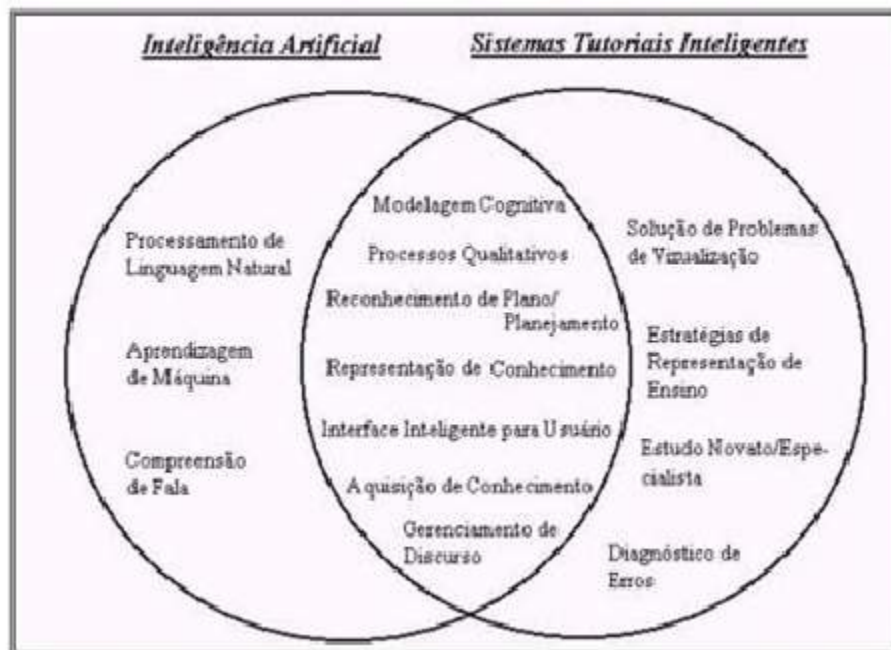 Inteligência Artificial
Sistemas Tutoriais Inteligentes
Processamento de
Linguagem Natural
Aprendizagem
de Máquina
Compreensão
de Fala
Modelagem Cognitiva
Processos Qualitativos
Reconhecimento de Plano/
Planejamento
Representação de Conhecimento
Interface Inteligente para Usuário
Aquisição de Conhecimento
Gerenciamento de
Discurso
Solução de Problemas
de Vizualização
Estratégias de
Representação de
Ensino
Estudo Novato/Espe-
cialista
Diagnóstico de
Erros